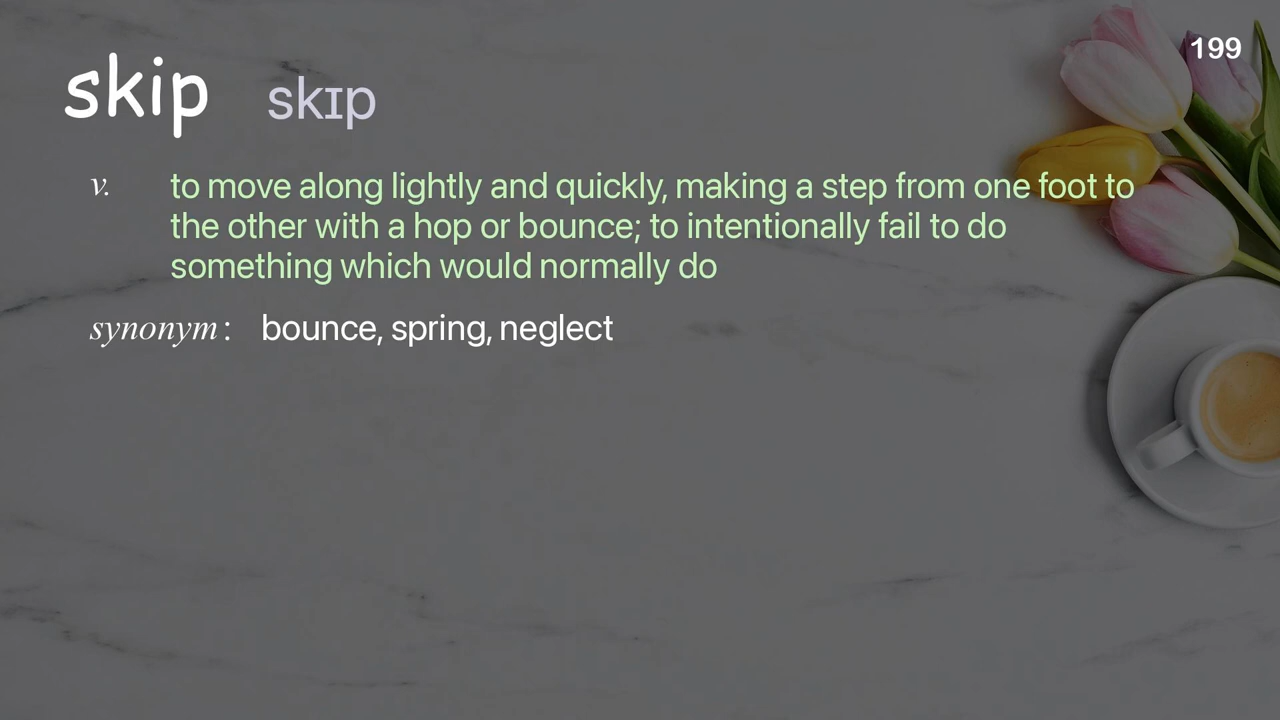 199
skip skɪp
v. to move along lightly and quickly, making a step from one foot to
the other with a hop or bounce; to intentionally fail to do
something which would normally do
synonym: bounce, spring, neglect